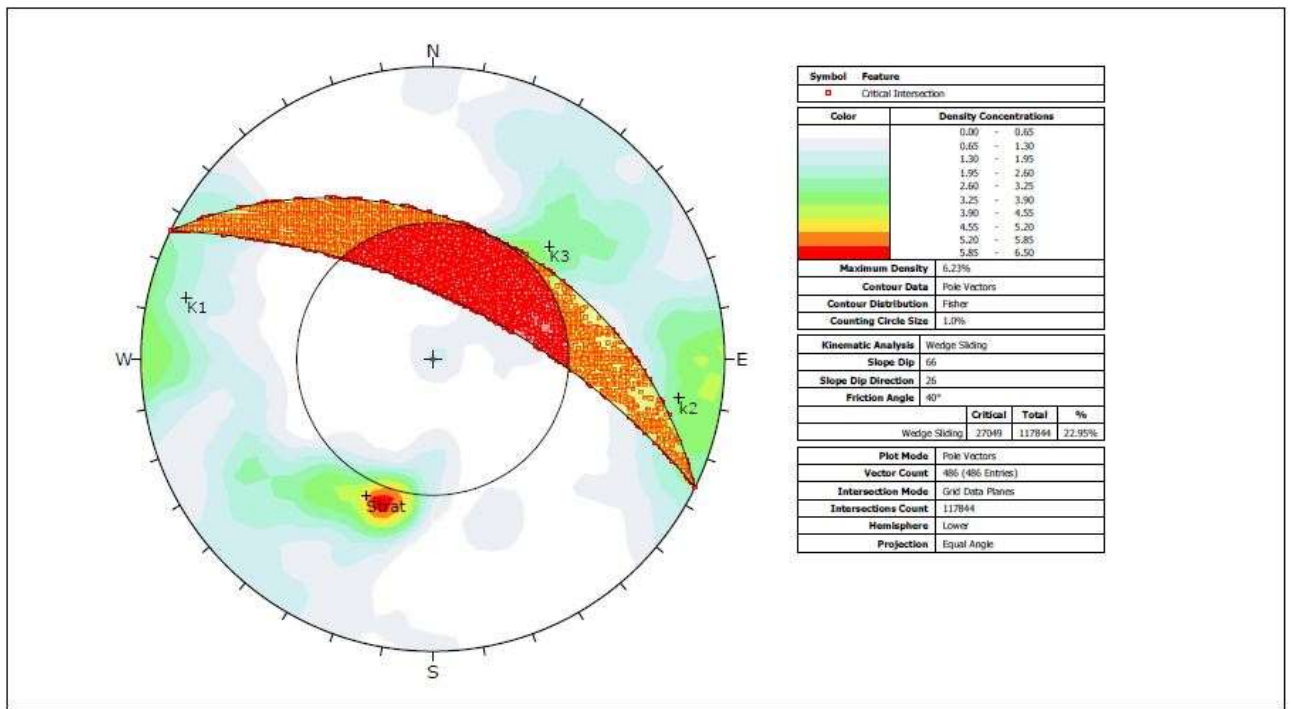 N
K3
K1
W
E
k2
Strat
S
Symbol Feature
Critical Intersection
Color Density Concentrations
0.00 - 0.65
0.65 - 1.30
1.30 - 1.95
1.95 - 2.60
2.60 - 3.25
3.25 - 3.90
3.90 - 4.55
4.55 - 5.20
5.20 - 5.85
5.85 - 6.50
Maximum Density 6.23%
Contour Data Pole Vectors
Contour Distribution Fisher
Counting Circle Size 1.0%
Kinematic Analysis Wedge Sliding
Slope Dip 66
Slope Dip Direction 26
Friction Angle 40°
Critical Total %
Wedge Sliding 27049 117844 22.95%
Plot Mode Pole Vectors
Vector Count 486 (486 Entries)
Intersection Mode Grid Data Planes
Intersections Count 117844
Hemisphere Lower
Projection Equal Angle